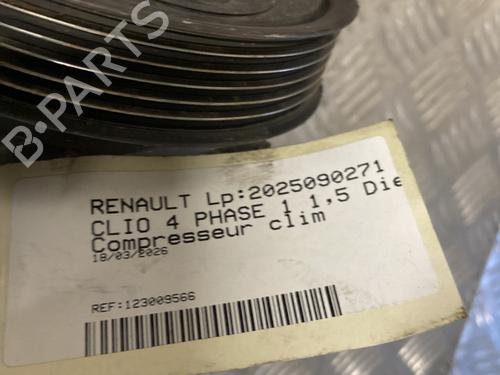 B-PARTS
RENAULT Lp:2025090271
CLIO 4 PHASE 1 1,5 Die
Compresseur clim
18/03/2026
REF:123009566